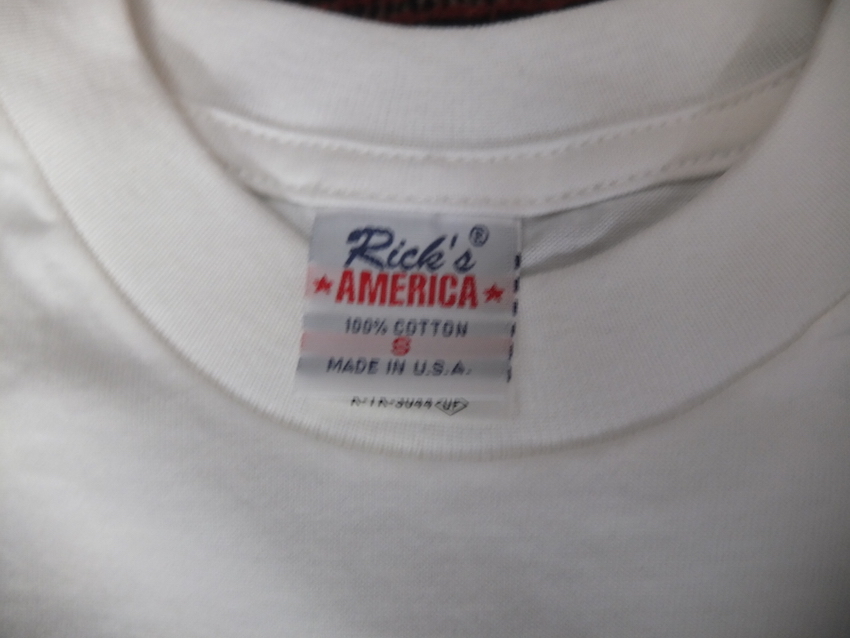 Rick's®
★AMERICA★
100% COTTON
S
MADE IN U.S.A.